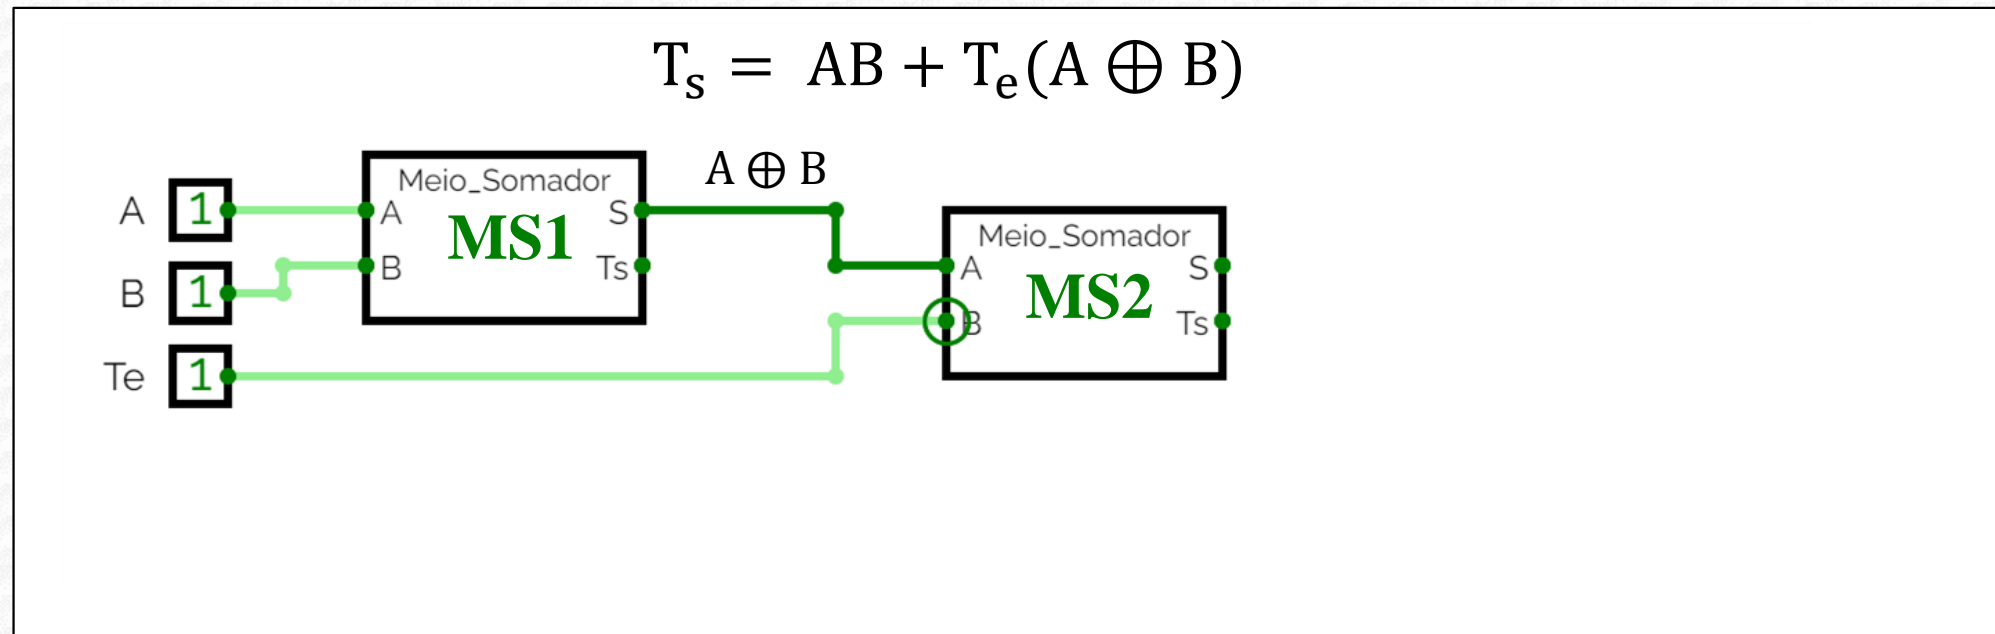 Tₛ = AB + Tₑ(A ⊕ B)
A ⊕ B
Meio_Somador
A 1 A MS1 S
B 1 B Ts
Meio_Somador
A MS2 S
B Ts
Te 1